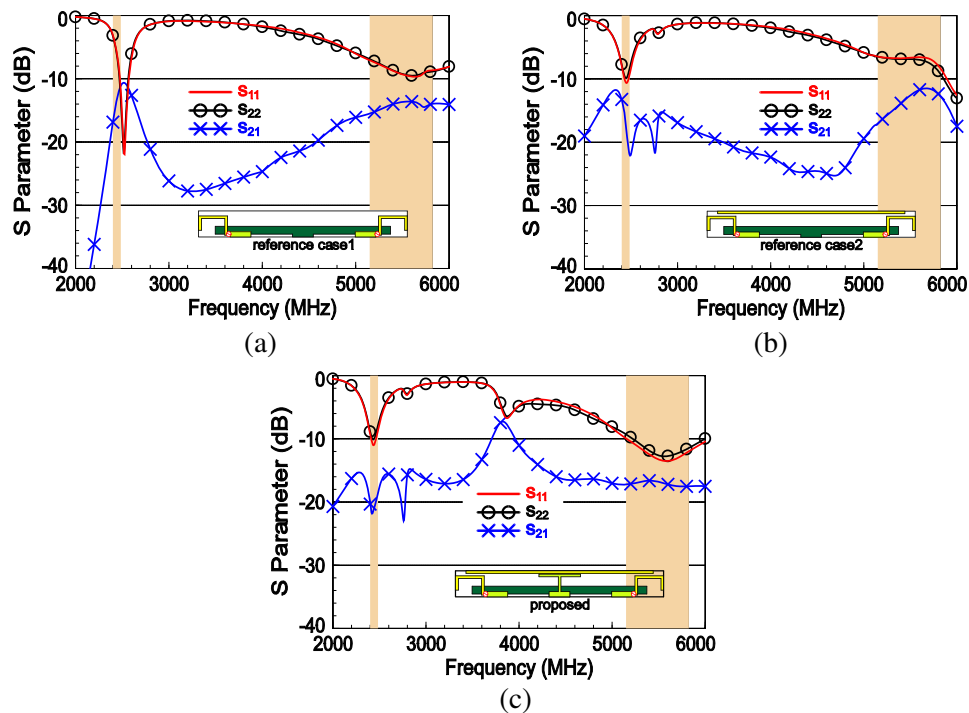 0
-10
-20
-30
-40
S Parameter (dB)
S11
S22
S21
reference case1
2000 3000 4000 5000 6000
Frequency (MHz)
(a)
0
-10
-20
-30
-40
S Parameter (dB)
S11
S22
S21
reference case2
2000 3000 4000 5000 6000
Frequency (MHz)
(b)
0
-10
-20
-30
-40
S Parameter (dB)
S11
S22
S21
proposed
2000 3000 4000 5000 6000
Frequency (MHz)
(c)